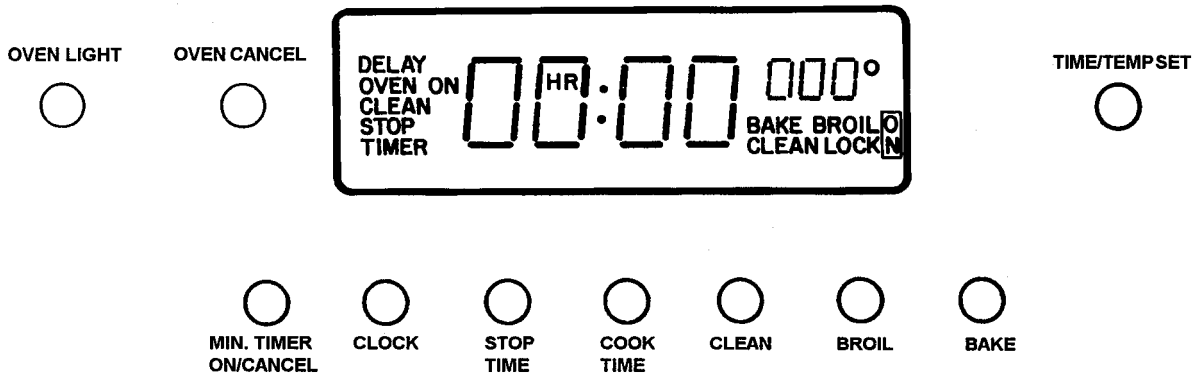 OVEN LIGHT
OVEN CANCEL
DELAY
OVEN ON
CLEAN
STOP
TIMER
00:00
HR
000°
BAKE BROIL
CLEAN LOCK
ON
TIME/TEMP SET
MIN. TIMER
ON/CANCEL
CLOCK
STOP
TIME
COOK
TIME
CLEAN
BROIL
BAKE